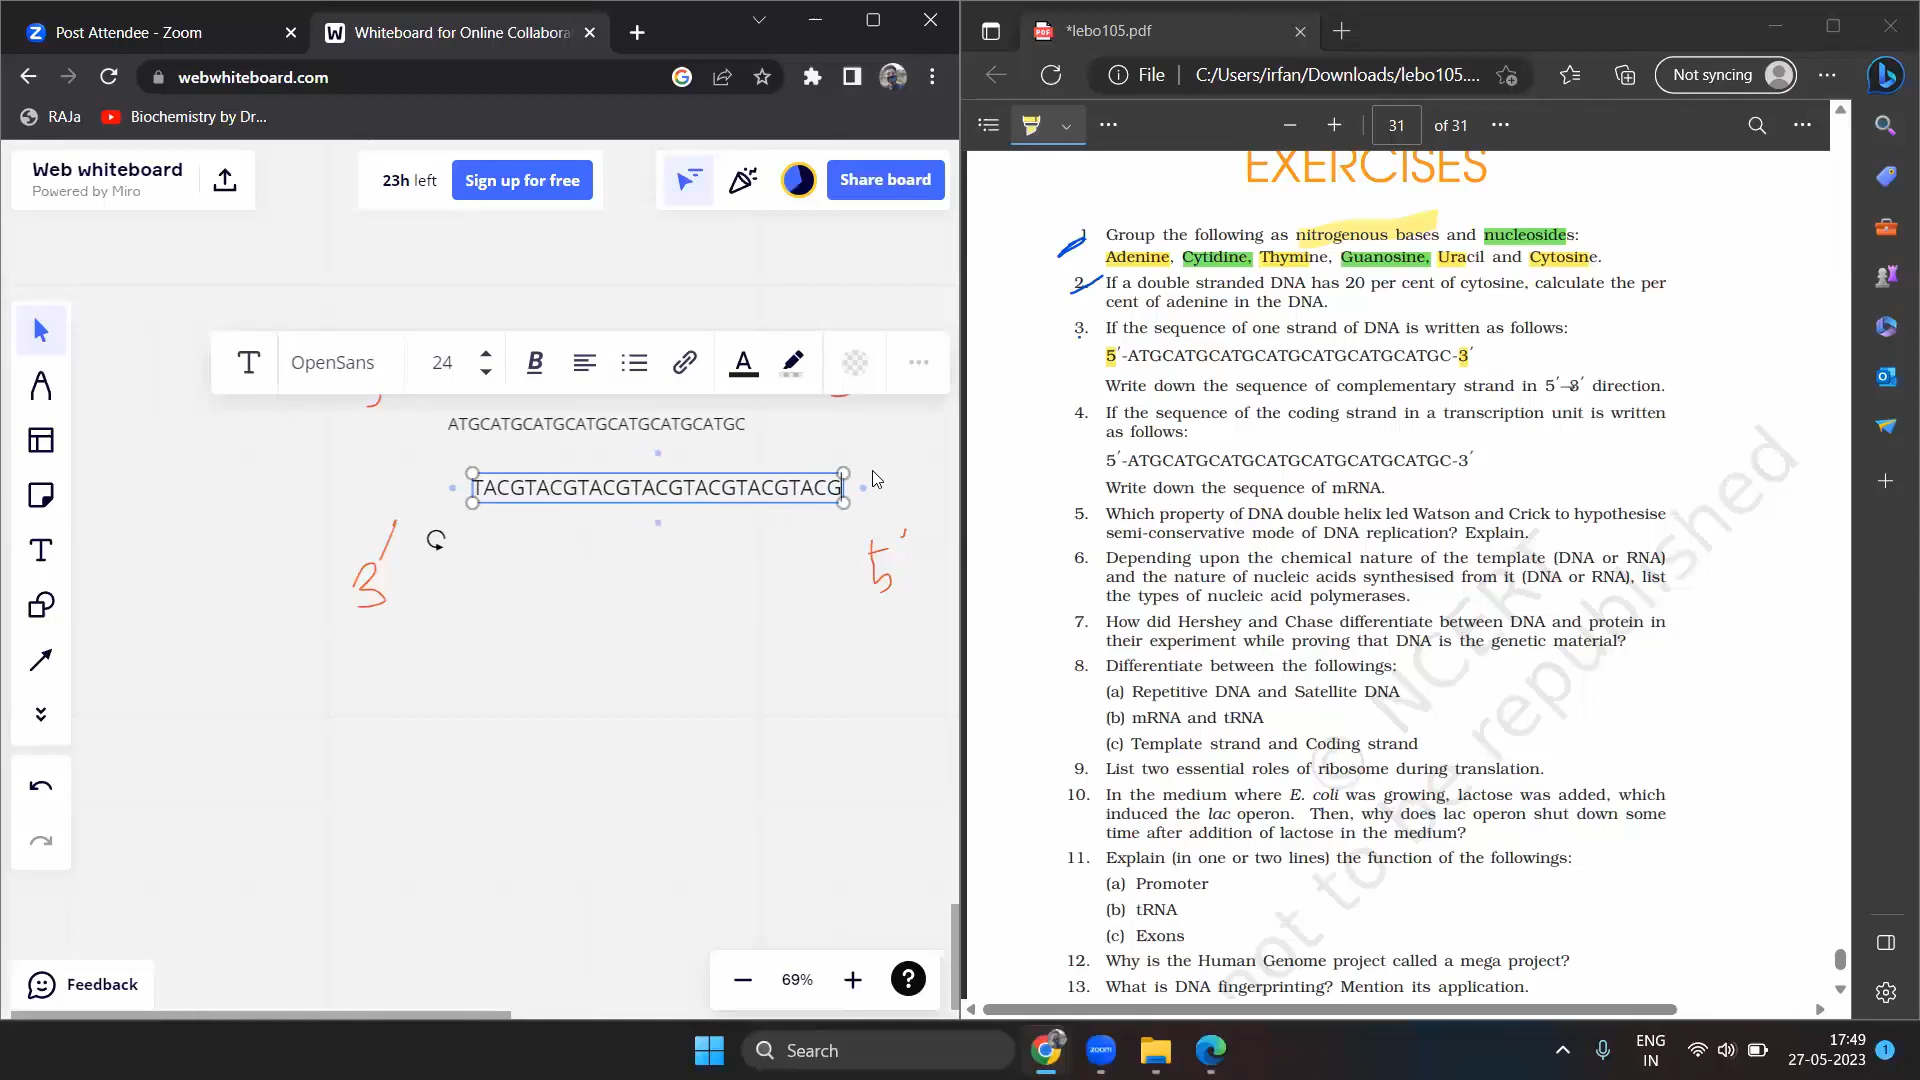 Post Attendee - Zoom
Whiteboard for Online Collabora
webwhiteboard.com
RAJa
Biochemistry by Dr...
Web whiteboard
Powered by Miro
23h left
Sign up for free
Share board
OpenSans
24
ATGCATGCATGCATGCATGCATGCATGC
TACGTACGTACGTACGTACGTACGTACG
3
5'
69%
Feedback
*lebo105.pdf
File
C:/Users/irfan/Downloads/lebo105....
Not syncing
31 of 31
EXERCISES
1 Group the following as nitrogenous bases and nucleosides:
Adenine, Cytidine, Thymine, Guanosine, Uracil and Cytosine.
2. If a double stranded DNA has 20 per cent of cytosine, calculate the per
cent of adenine in the DNA.
3. If the sequence of one strand of DNA is written as follows:
5′-ATGCATGCATGCATGCATGCATGCATGC-3′
Write down the sequence of complementary strand in 5′→3′ direction.
4. If the sequence of the coding strand in a transcription unit is written
as follows:
5′-ATGCATGCATGCATGCATGCATGCATGC-3′
Write down the sequence of mRNA.
5. Which property of DNA double helix led Watson and Crick to hypothesise
semi-conservative mode of DNA replication? Explain.
6. Depending upon the chemical nature of the template (DNA or RNA)
and the nature of nucleic acids synthesised from it (DNA or RNA), list
the types of nucleic acid polymerases.
7. How did Hershey and Chase differentiate between DNA and protein in
their experiment while proving that DNA is the genetic material?
8. Differentiate between the followings:
(a) Repetitive DNA and Satellite DNA
(b) mRNA and tRNA
(c) Template strand and Coding strand
9. List two essential roles of ribosome during translation.
10. In the medium where E. coli was growing, lactose was added, which
induced the lac operon. Then, why does lac operon shut down some
time after addition of lactose in the medium?
11. Explain (in one or two lines) the function of the followings:
(a) Promoter
(b) tRNA
(c) Exons
12. Why is the Human Genome project called a mega project?
13. What is DNA fingerprinting? Mention its application.
© NCERT
not to be republished
Search
zoom
ENG
IN
17:49
27-05-2023
1